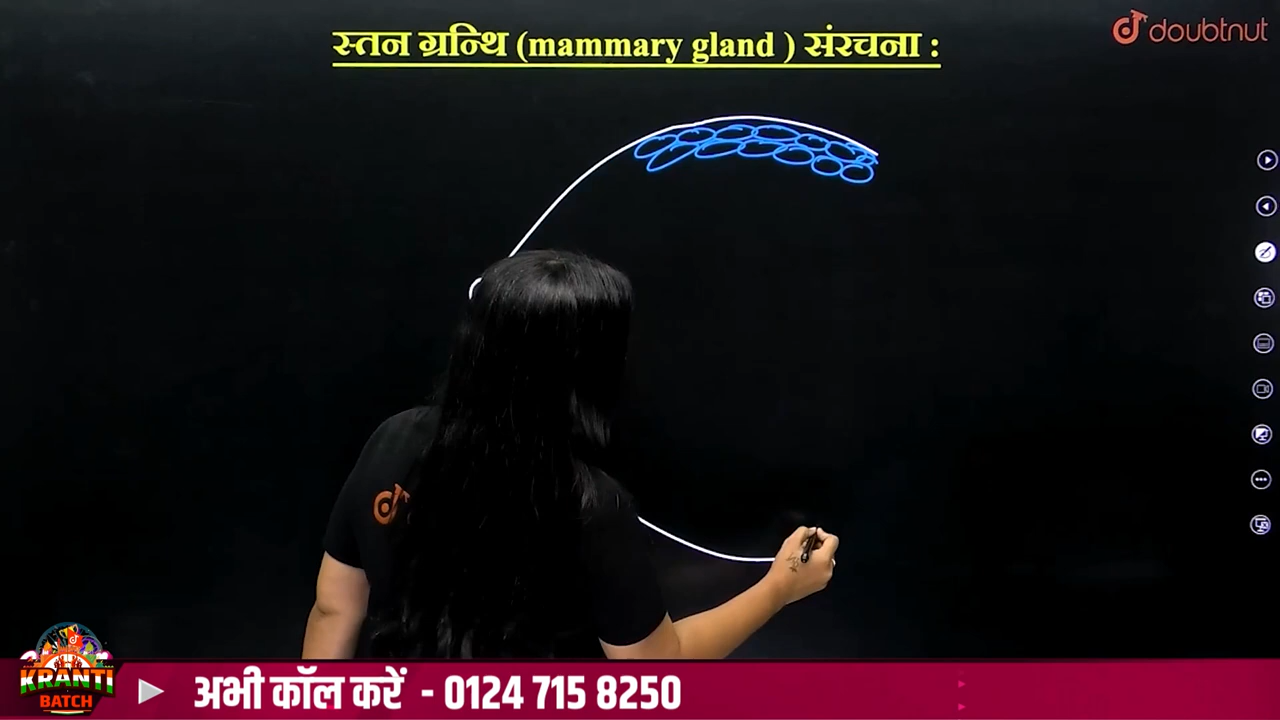 स्तन ग्रन्थि (mammary gland ) संरचना :
doubtnut
KRANTI
BATCH
अभी कॉल करें - 0124 715 8250